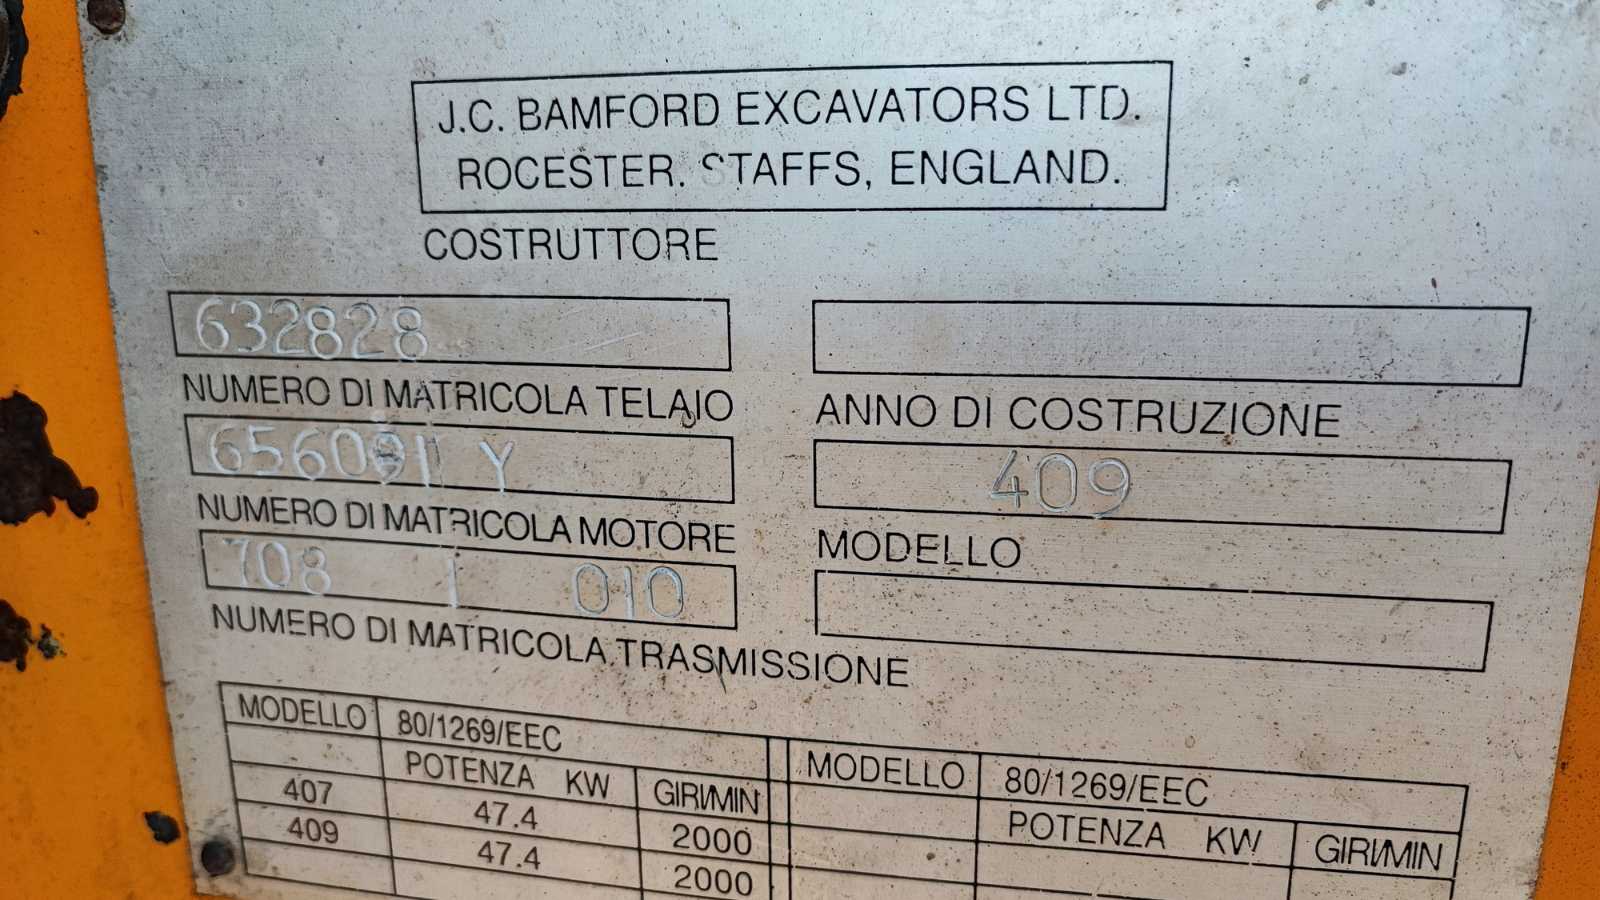 J.C. BAMFORD EXCAVATORS LTD.
ROCESTER. STAFFS, ENGLAND.
COSTRUTTORE
632828
NUMERO DI MATRICOLA TELAIO
ANNO DI COSTRUZIONE
Y
NUMERO DI MATRICOLA MOTORE
409
MODELLO
708 1 010
NUMERO DI MATRICOLA TRASMISSIONE
MODELLO 80/1269/EEC
POTENZA KW GIRI/MIN
407 47.4 2000
409 47.4 2000
MODELLO 80/1269/EEC
POTENZA KW GIRI/MIN